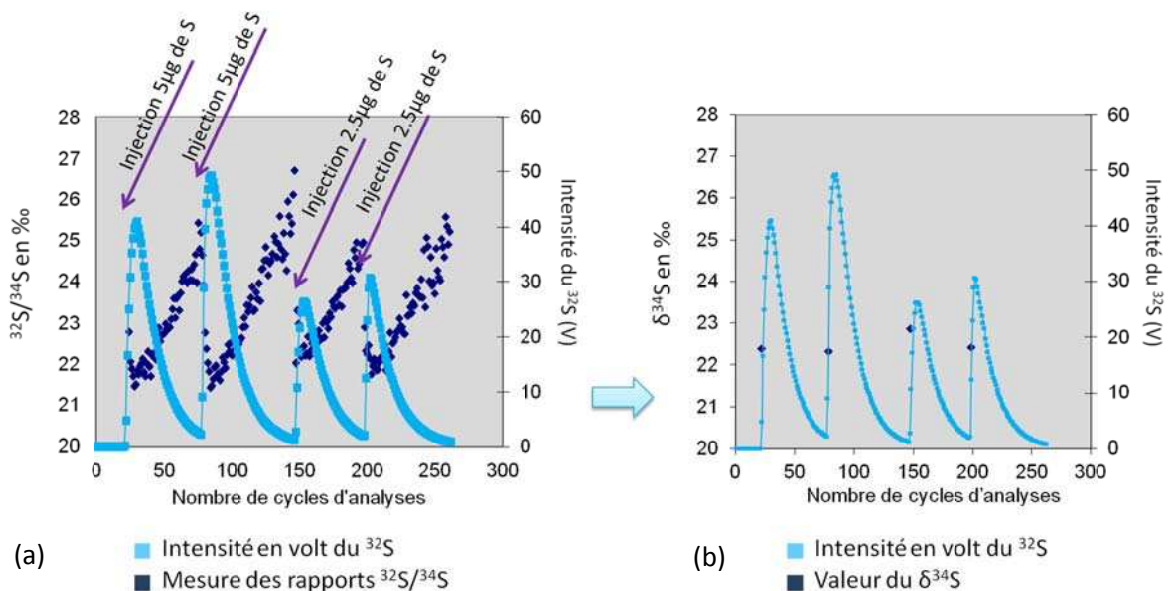 Injection 5µg de S
Injection 5µg de S
Injection 2.5µg de S
Injection 2.5µg de S
28
27
26
25
24
23
22
21
20
³²S/³⁴S en ‰
60
50
40
30
20
10
0
Intensité du ³²S (V)
0 50 100 150 200 250 300
Nombre de cycles d'analyses
(a)
Intensité en volt du ³²S
Mesure des rapports ³²S/³⁴S
28
27
26
25
24
23
22
21
20
δ³⁴S en ‰
60
50
40
30
20
10
0
Intensité du ³²S (V)
0 50 100 150 200 250 300
Nombre de cycles d'analyses
(b)
Intensité en volt du ³²S
Valeur du δ³⁴S